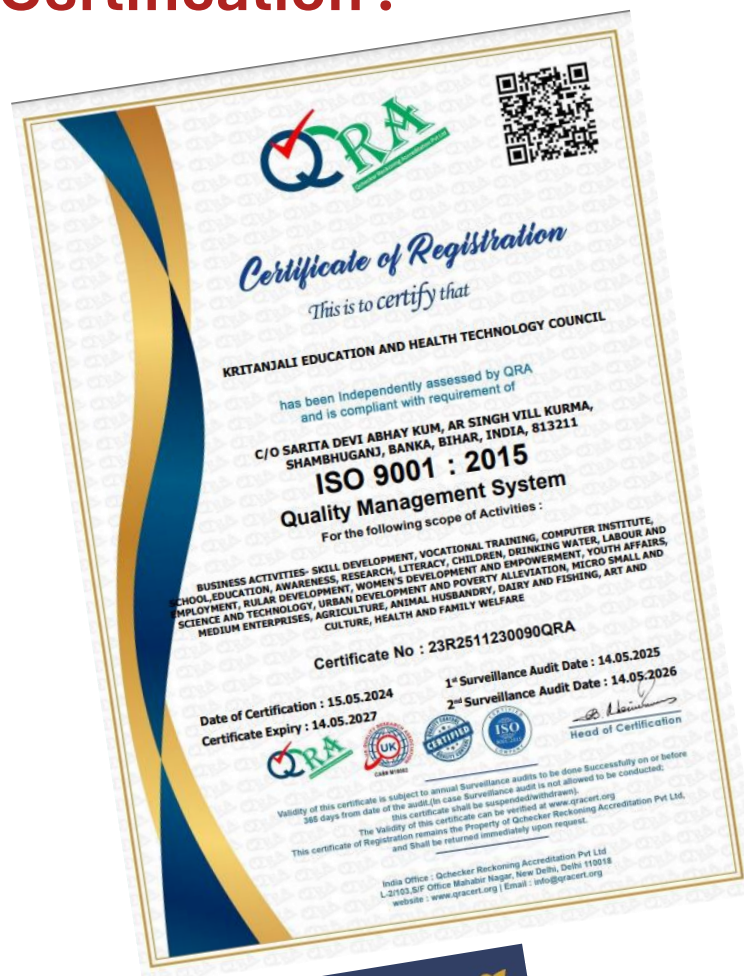 Certification :
QRA
Qchecker Reckoning Accreditation Pvt Ltd
Certificate of Registration
This is to certify that
KRITANJALI EDUCATION AND HEALTH TECHNOLOGY COUNCIL
has been Independently assessed by QRA
and is compliant with requirement of
C/O SARITA DEVI ABHAY KUM, AR SINGH VILL KURMA,
SHAMBHUGANJ, BANKA, BIHAR, INDIA, 813211
ISO 9001 : 2015
Quality Management System
For the following scope of Activities :
BUSINESS ACTIVITIES- SKILL DEVELOPMENT, VOCATIONAL TRAINING, COMPUTER INSTITUTE,
SCHOOL,EDUCATION, AWARENESS, RESEARCH, LITERACY, CHILDREN, DRINKING WATER, LABOUR AND
EMPLOYMENT, RULAR DEVELOPMENT, WOMEN'S DEVELOPMENT AND EMPOWERMENT, YOUTH AFFAIRS,
SCIENCE AND TECHNOLOGY, URBAN DEVELOPMENT AND POVERTY ALLEVIATION, MICRO SMALL AND
MEDIUM ENTERPRISES, AGRICULTURE, ANIMAL HUSBANDRY, DAIRY AND FISHING, ART AND
CULTURE, HEALTH AND FAMILY WELFARE
Certificate No : 23R2511230090QRA
Date of Certification : 15.05.2024
Certificate Expiry : 14.05.2027
1st Surveillance Audit Date : 14.05.2025
2nd Surveillance Audit Date : 14.05.2026
Head of Certification
QRA
UK
CERTIFIED
ISO
COMPANY
Validity of this certificate is subject to annual Surveillance audits to be done Successfully on or before
365 days from date of the audit.(In case Surveillance audit is not allowed to be conducted;
this certificate shall be suspended/withdrawn).
The Validity of this certificate can be verified at www.qracert.org
This certificate of Registration remains the Property of Qchecker Reckoning Accreditation Pvt Ltd,
and Shall be returned immediately upon request.
India Office : Qchecker Reckoning Accreditation Pvt Ltd
L-2/103,S/F Office Mahabir Nagar, New Delhi, Delhi 110018
website : www.qracert.org | Email : info@qracert.org